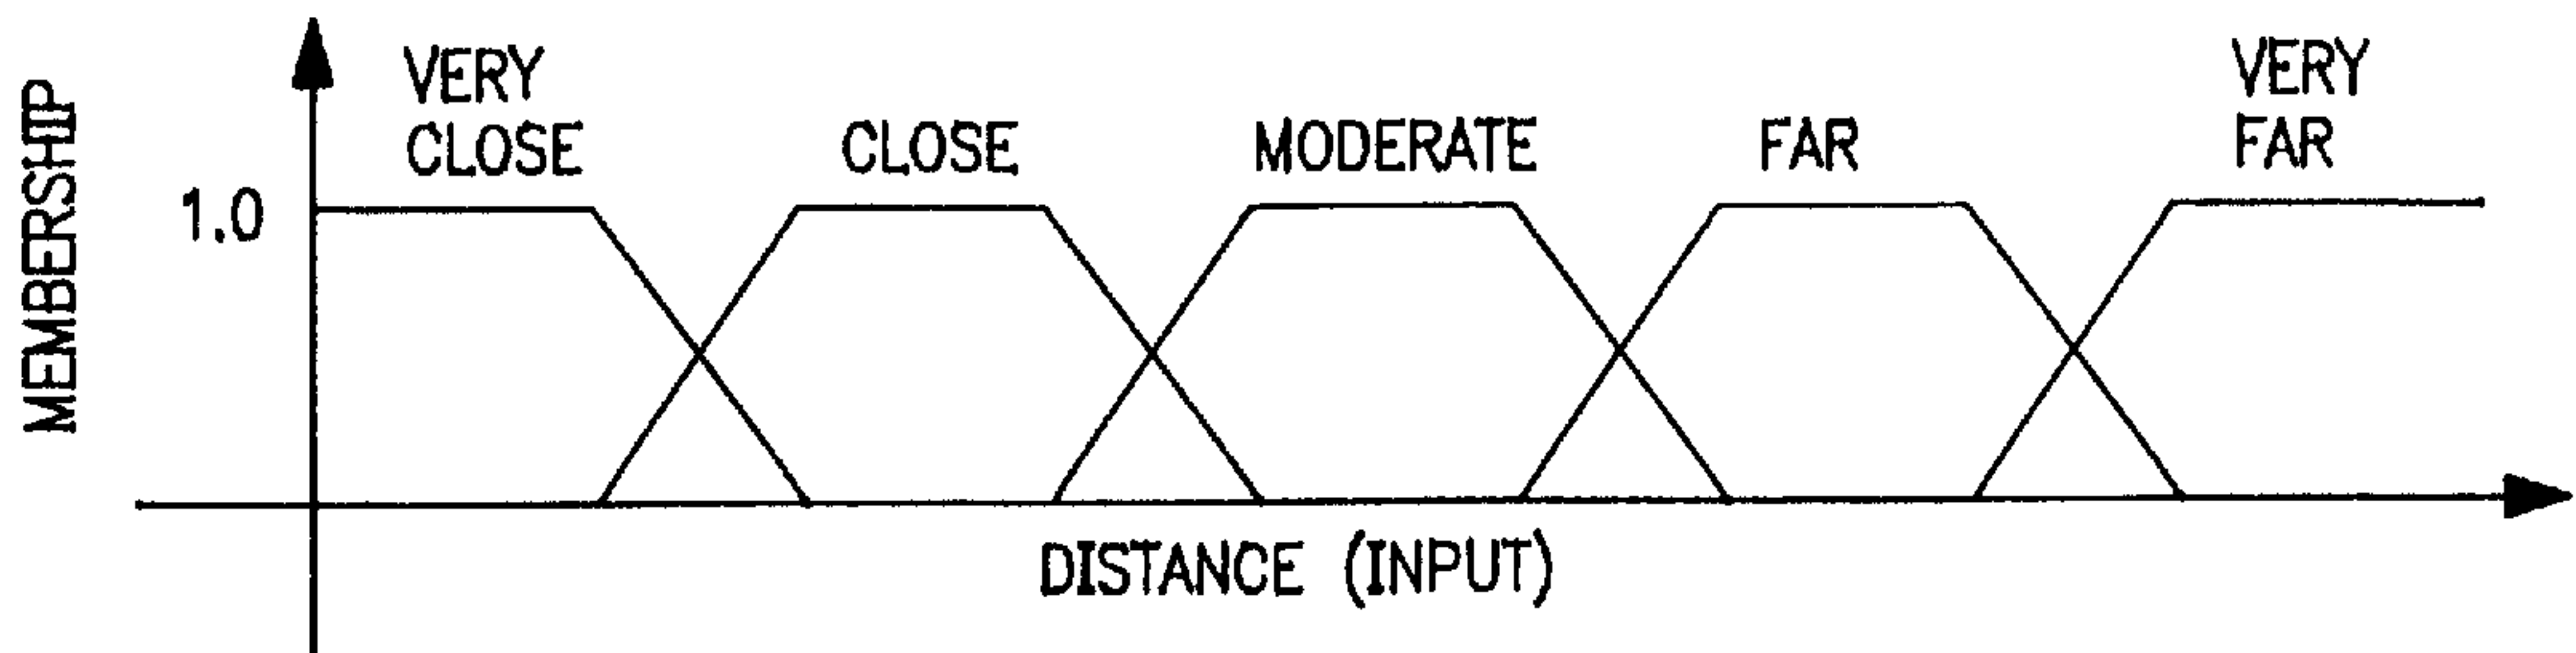 VERY
CLOSE
CLOSE
MODERATE
FAR
VERY
FAR
1.0
MEMBERSHIP
DISTANCE (INPUT)